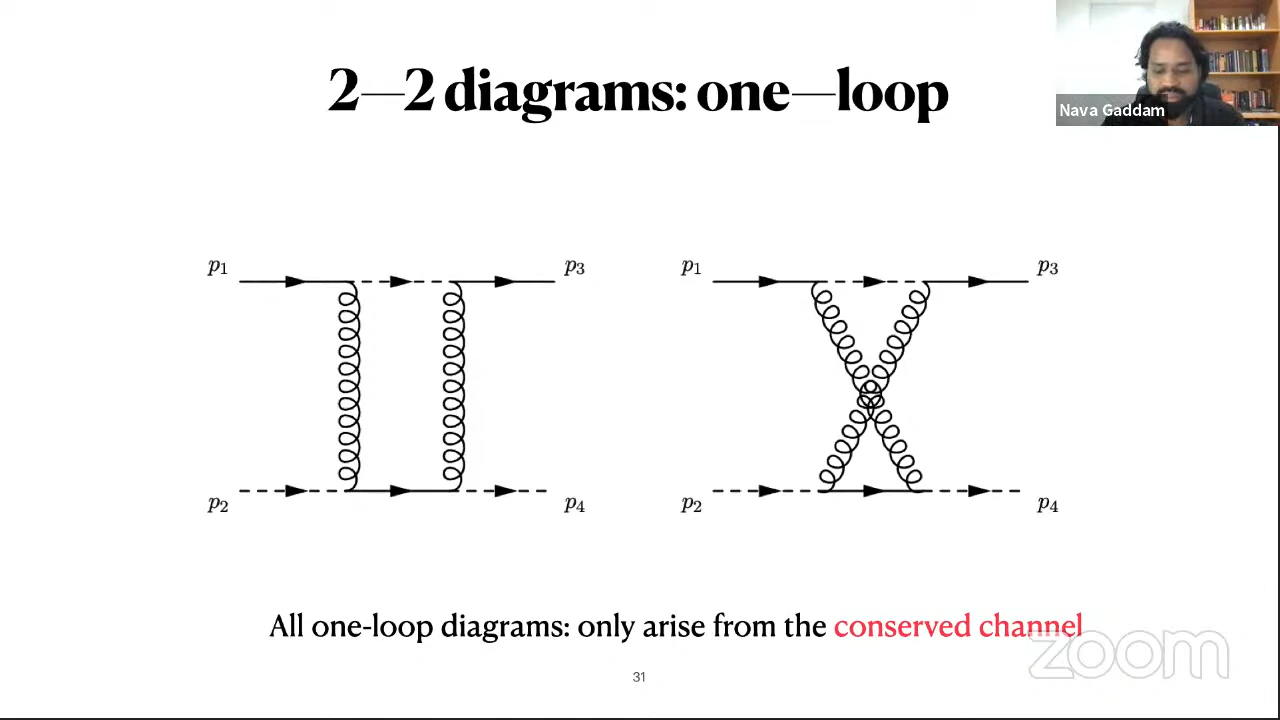 2—2 diagrams: one—loop
Nava Gaddam
p₁
p₃
p₁
p₃
p₂
p₄
p₂
p₄
All one-loop diagrams: only arise from the conserved channel
zoom
31